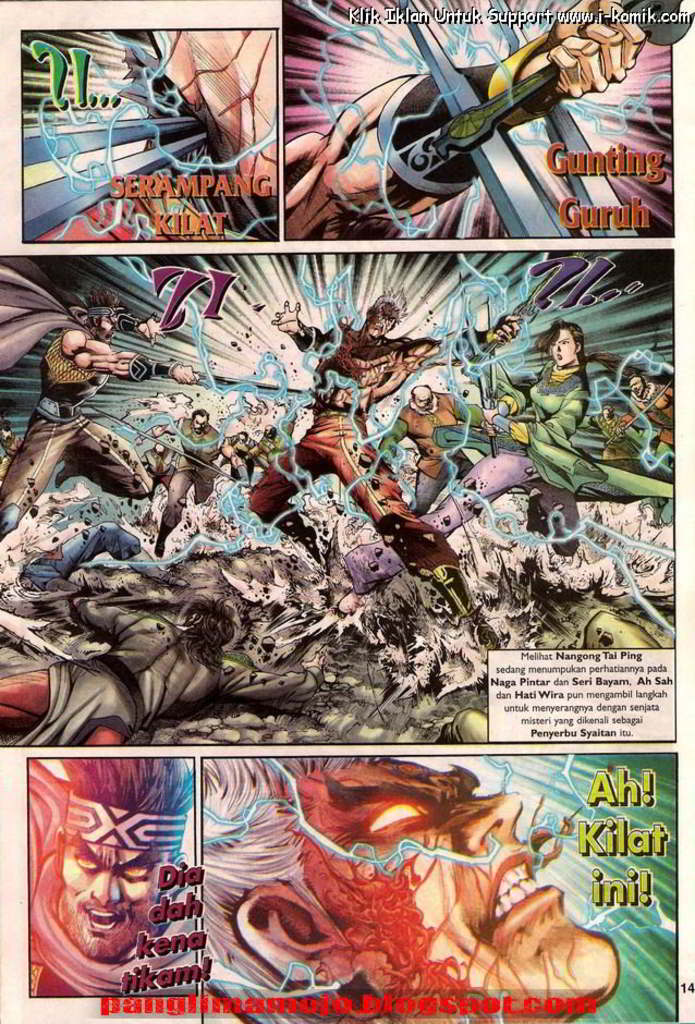 Klik Iklan Untuk Support www.i-komik.com
?!...
SERAMPANG
KILAT
Gunting
Guruh
?!
?!...
Melihat Nangong Tai Ping
sedang menumpukan perhatiannya pada
Naga Pintar dan Seri Bayam, Ah Sah
dan Hati Wira pun mengambil langkah
untuk menyerangnya dengan senjata
misteri yang dikenali sebagai
Penyerbu Syaitan itu.
Dia
dah
kena
tikam!
Ah!
Kilat
ini!
14
panglimamojo.blogspot.com